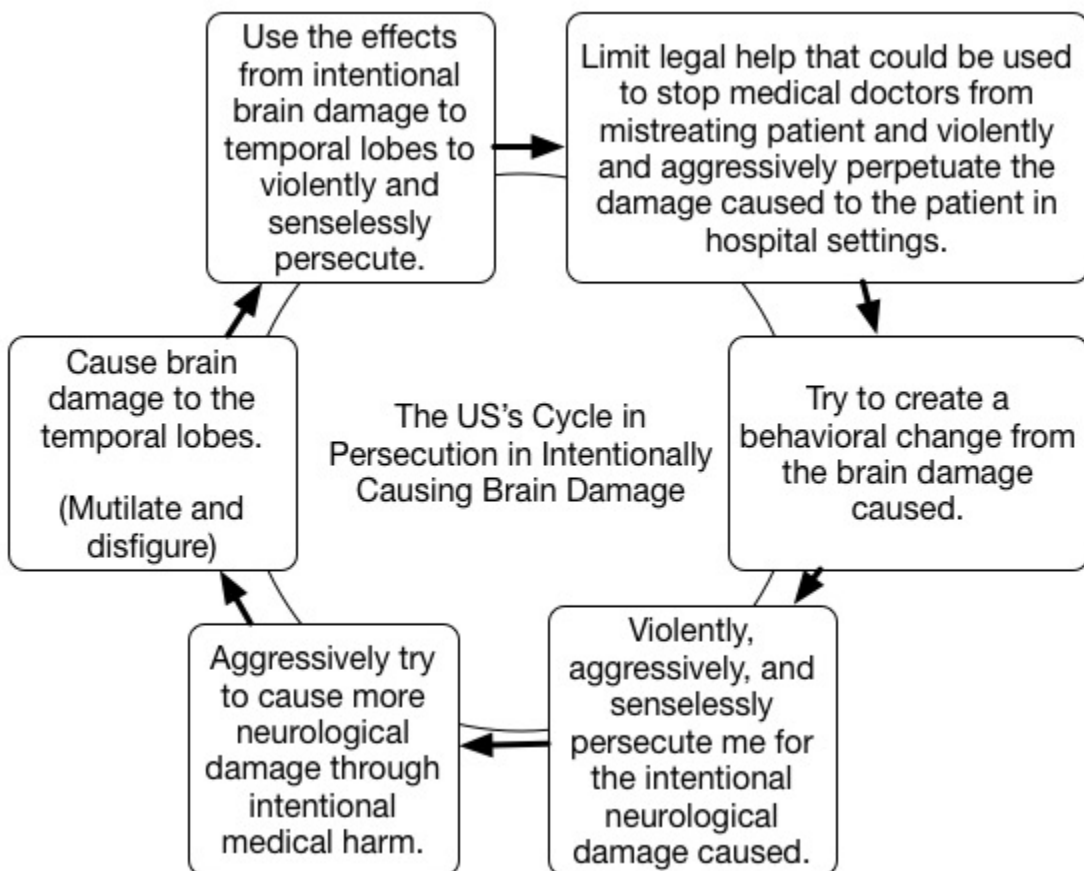 Use the effects
from intentional
brain damage to
temporal lobes to
violently and
senselessly
persecute.
Limit legal help that could be used
to stop medical doctors from
mistreating patient and violently
and aggressively perpetuate the
damage caused to the patient in
hospital settings.
Try to create a
behavioral change from
the brain damage
caused.
Violently,
aggressively, and
senselessly
persecute me for
the intentional
neurological
damage caused.
Aggressively try
to cause more
neurological
damage through
intentional
medical harm.
Cause brain
damage to the
temporal lobes.
(Mutilate and
disfigure)
The US's Cycle in
Persecution in Intentionally
Causing Brain Damage